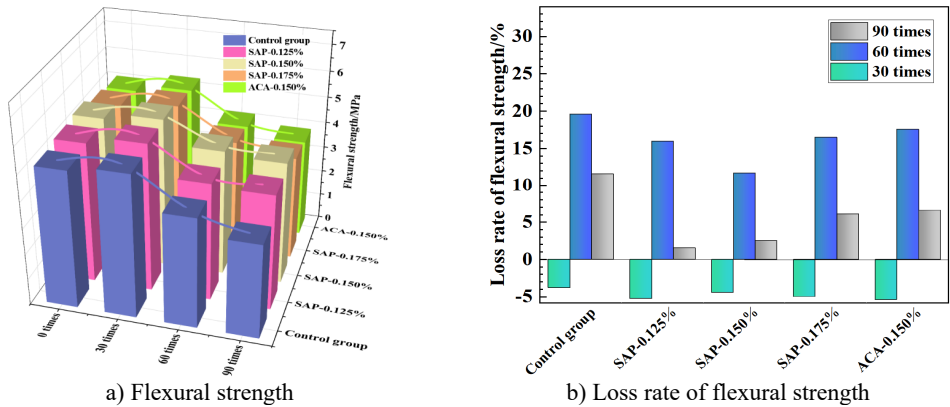 Control group
SAP-0.125%
SAP-0.150%
SAP-0.175%
ACA-0.150%
7
6
5
4
3
2
1
0
Flexural strength/MPa
ACA-0.150%
SAP-0.175%
SAP-0.150%
SAP-0.125%
Control group
0 times
30 times
60 times
90 times
a) Flexural strength
90 times
60 times
30 times
30
25
20
15
10
5
0
-5
Loss rate of flexural strength/%
Control group
SAP-0.125%
SAP-0.150%
SAP-0.175%
ACA-0.150%
b) Loss rate of flexural strength